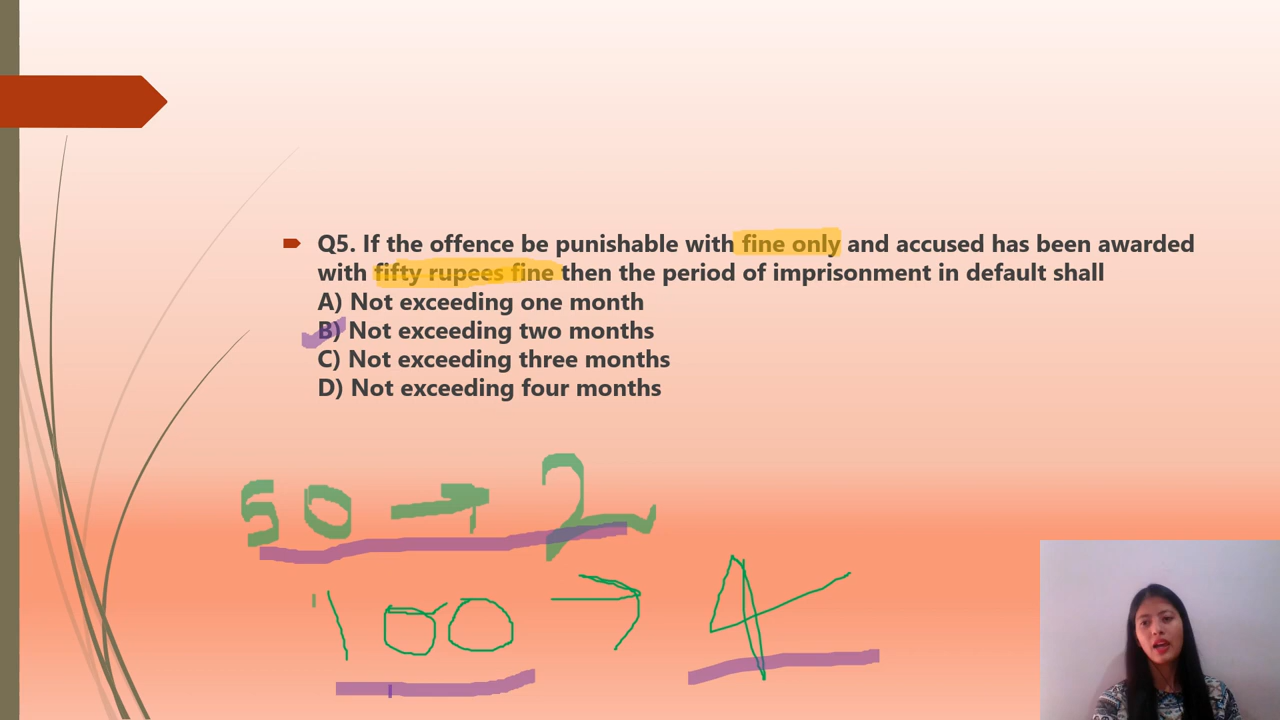 Q5. If the offence be punishable with fine only and accused has been awarded
with fifty rupees fine then the period of imprisonment in default shall
A) Not exceeding one month
B) Not exceeding two months
C) Not exceeding three months
D) Not exceeding four months
50 → 2
100 → 4